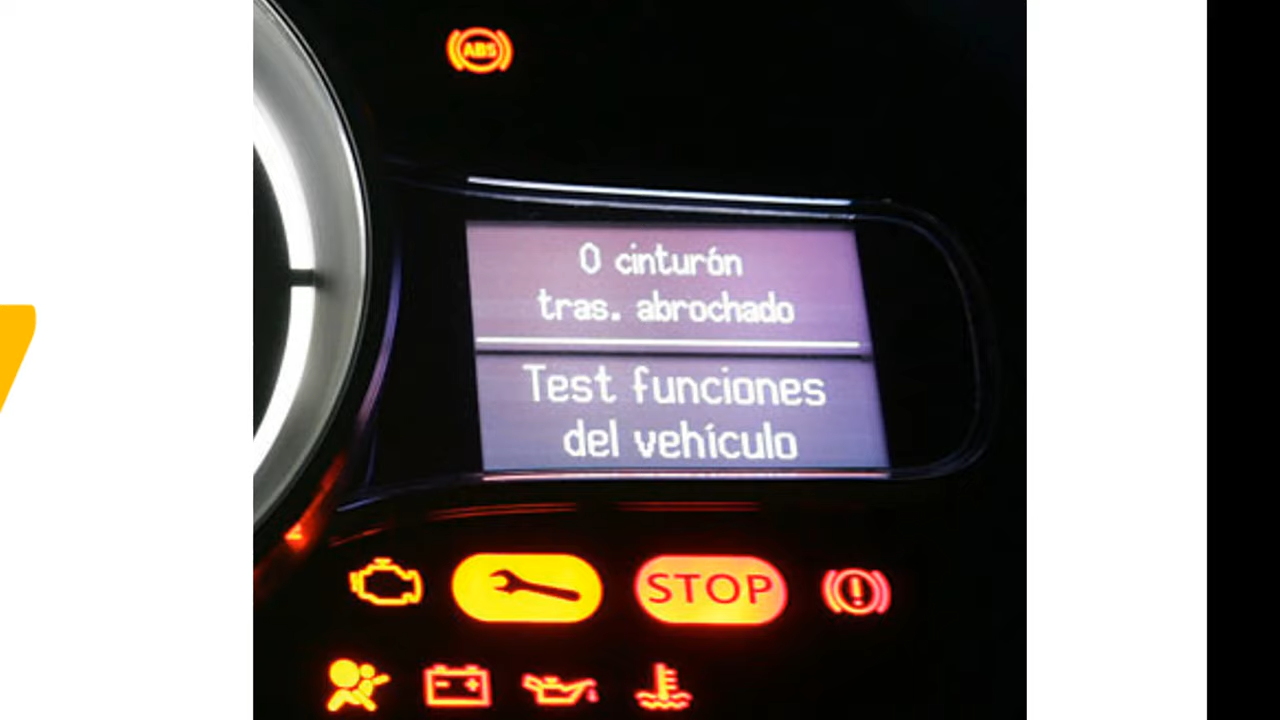 ABS
0 cinturón
tras. abrochado
Test funciones
del vehículo
STOP